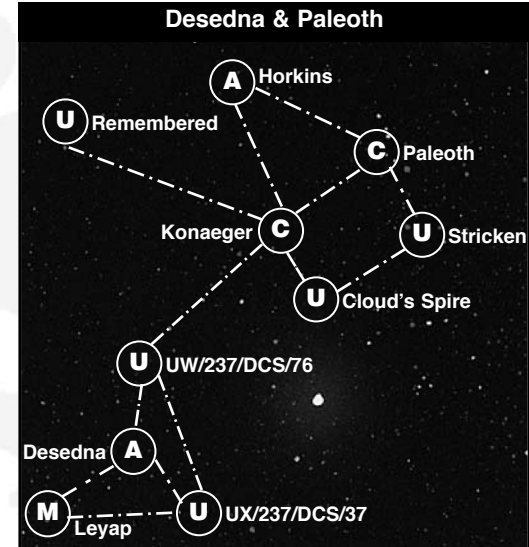 Desedna & Paleoth
A Horkins
U Remembered
C Paleoth
Konaeger C
U Stricken
U Cloud's Spire
U UW/237/DCS/76
Desedna A
M Leyap
U UX/237/DCS/37